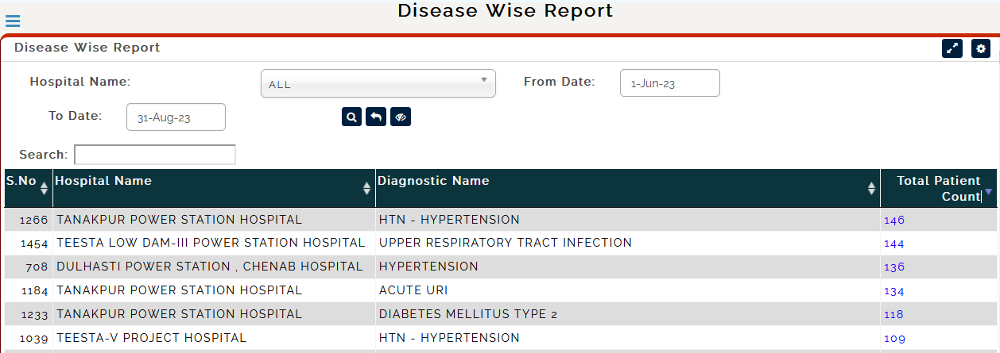 Disease Wise Report
Disease Wise Report
Hospital Name: ALL From Date: 1-Jun-23
To Date: 31-Aug-23
Search:
S.No Hospital Name Diagnostic Name Total Patient
Count
1266 TANAKPUR POWER STATION HOSPITAL HTN - HYPERTENSION 146
1454 TEESTA LOW DAM-III POWER STATION HOSPITAL UPPER RESPIRATORY TRACT INFECTION 144
708 DULHASTI POWER STATION , CHENAB HOSPITAL HYPERTENSION 136
1184 TANAKPUR POWER STATION HOSPITAL ACUTE URI 134
1233 TANAKPUR POWER STATION HOSPITAL DIABETES MELLITUS TYPE 2 118
1039 TEESTA-V PROJECT HOSPITAL HTN - HYPERTENSION 109